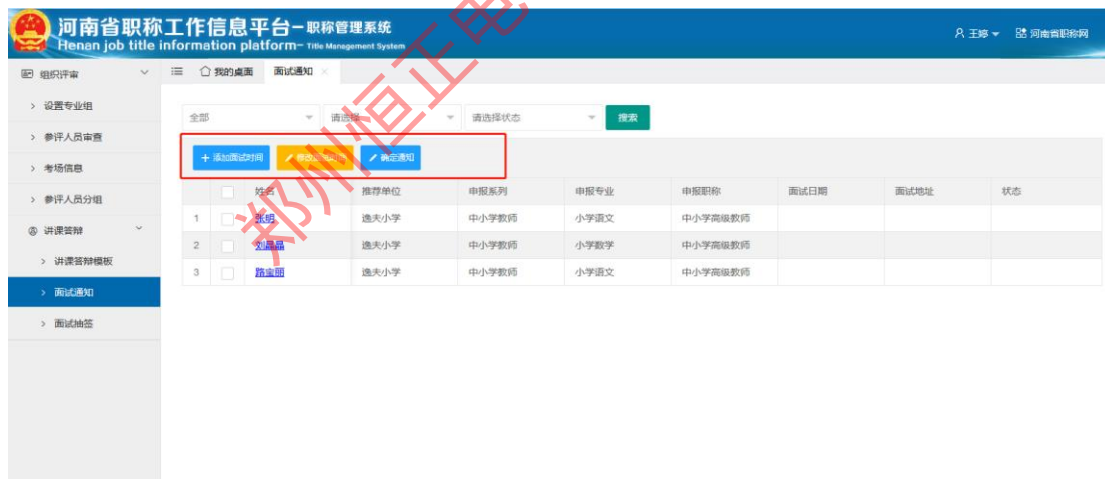 河南省职称工作信息平台-职称管理系统
Henan job title information platform- Title Management System
王婷 河南省职称网
组织评审
我的桌面 面试通知 ×
> 设置专业组
全部 请选择 请选择状态 搜索
> 参评人员审查
+ 添加面试时间 确定通知
> 考场信息
姓名 推荐单位 申报系列 申报专业 申报职称 面试日期 面试地址 状态
> 参评人员分组
1 张明 逸夫小学 中小学教师 小学语文 中小学高级教师
讲课答辩
2 刘晶晶 逸夫小学 中小学教师 小学数学 中小学高级教师
> 讲课答辩模板
3 路宝丽 逸夫小学 中小学教师 小学语文 中小学高级教师
> 面试通知
> 面试抽签
郑州恒正电